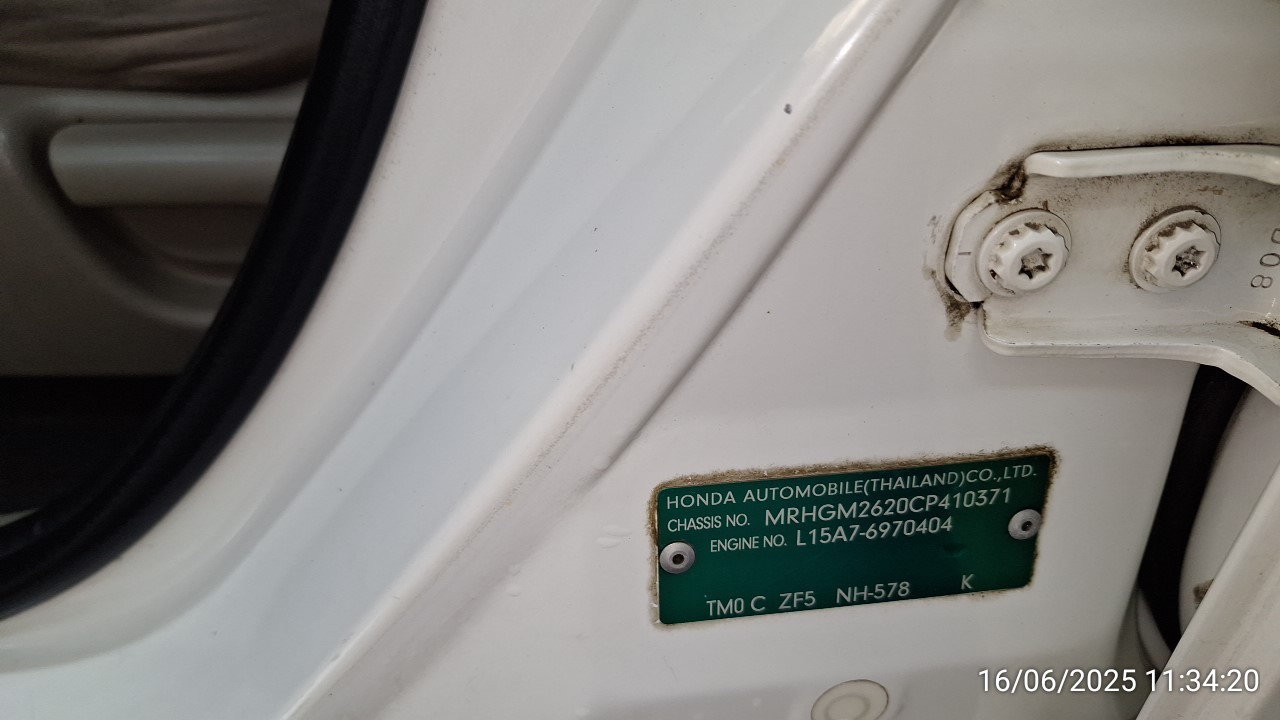 800
HONDA AUTOMOBILE(THAILAND)CO.,LTD.
CHASSIS NO. MRHGM2620CP410371
ENGINE NO. L15A7-6970404
TM0 C ZF5 NH-578 K
16/06/2025 11:34:20